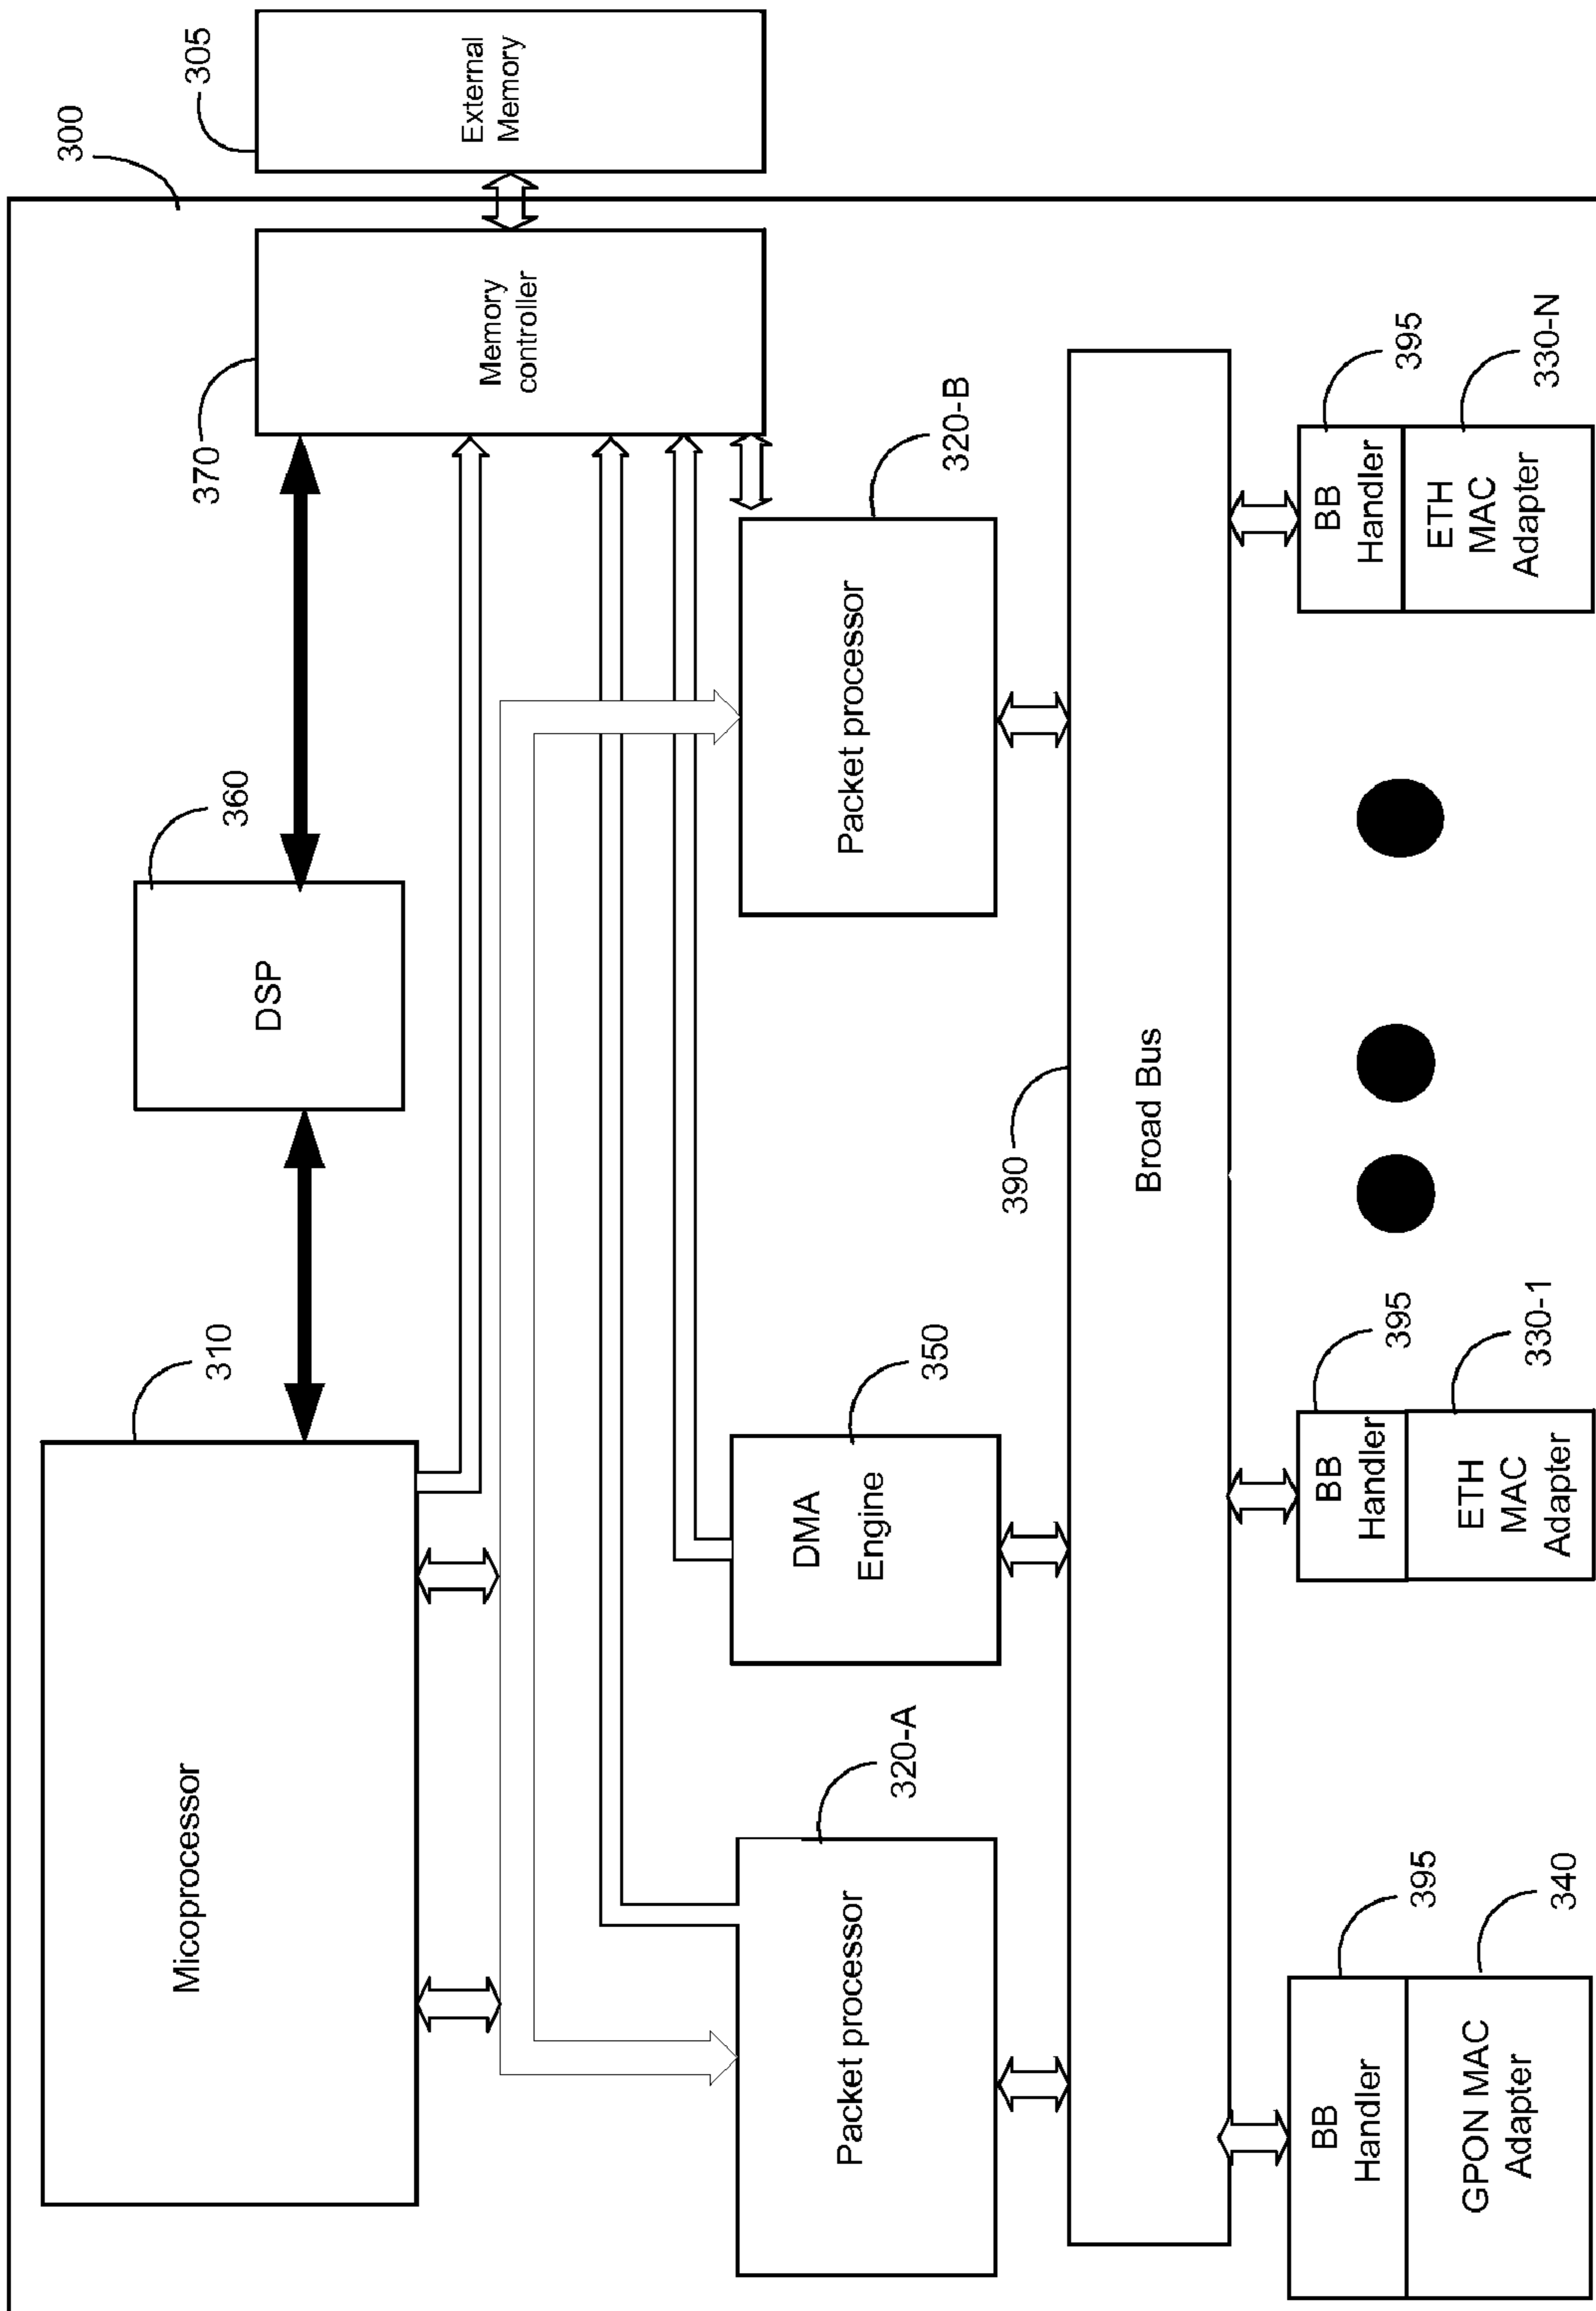 300
305
External
Memory
370
Memory
controller
360
DSP
310
Micoprocessor
320-A
Packet processor
350
DMA
Engine
320-B
Packet processor
390
Broad Bus
395
BB
Handler
340
GPON MAC
Adapter
395
BB
Handler
330-1
ETH
MAC
Adapter
395
BB
Handler
330-N
ETH
MAC
Adapter